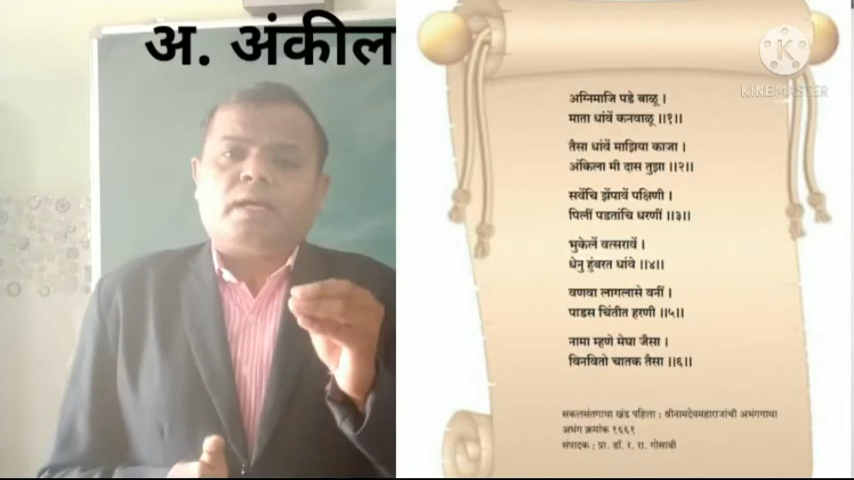 अ. अंकील
K
KINEMASTER
अग्निमाजि पडे बाळू ।
माता धांवें कनवाळू ॥१॥
तैसा धांवें माझिया काजा ।
अंकिला मी दास तुझा ॥२॥
सवेंचि झेंपावें पक्षिणी ।
पिलीं पडतांचि धरणीं ॥३॥
भुकेलें वत्सरावें ।
धेनु हुंबरत धांवे ॥४॥
वणवा लागलासे वनीं ।
पाडस चिंतीत हरणी ॥५॥
नामा म्हणे मेघा जैसा ।
विनवितो चातक तैसा ॥६॥
सकलसंतगाथा खंड पहिला : श्रीनामदेवमहाराजांची अभंगगाथा
अभंग क्रमांक १६६१
संपादक : प्रा. डॉ. र. रा. गोसावी